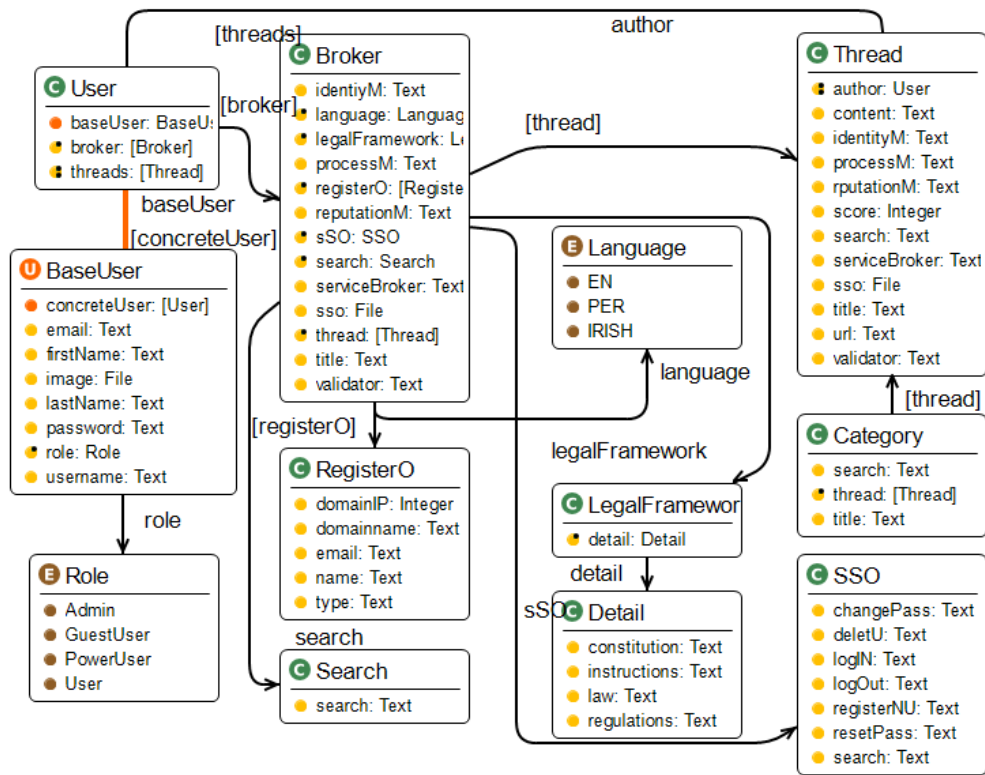 author
[threads]
[broker]
[thread]
C User
baseUser: BaseUs
broker: [Broker]
threads: [Thread]
baseUser
[concreteUser]
U BaseUser
concreteUser: [User]
email: Text
firstName: Text
image: File
lastName: Text
password: Text
role: Role
username: Text
role
E Role
Admin
GuestUser
PowerUser
User
C Broker
identiyM: Text
language: Languag
legalFramework: Le
processM: Text
registerO: [Registe
reputationM: Text
sSO: SSO
search: Search
serviceBroker: Text
sso: File
thread: [Thread]
title: Text
validator: Text
[registerO]
C RegisterO
domainIP: Integer
domainname: Text
email: Text
name: Text
type: Text
search
C Search
search: Text
E Language
EN
PER
IRISH
language
legalFramework
C LegalFramewor
detail: Detail
detail
sSO
C Detail
constitution: Text
instructions: Text
law: Text
regulations: Text
C Thread
author: User
content: Text
identityM: Text
processM: Text
rputationM: Text
score: Integer
search: Text
serviceBroker: Text
sso: File
title: Text
url: Text
validator: Text
[thread]
C Category
search: Text
thread: [Thread]
title: Text
C SSO
changePass: Text
deletU: Text
logIN: Text
logOut: Text
registerNU: Text
resetPass: Text
search: Text